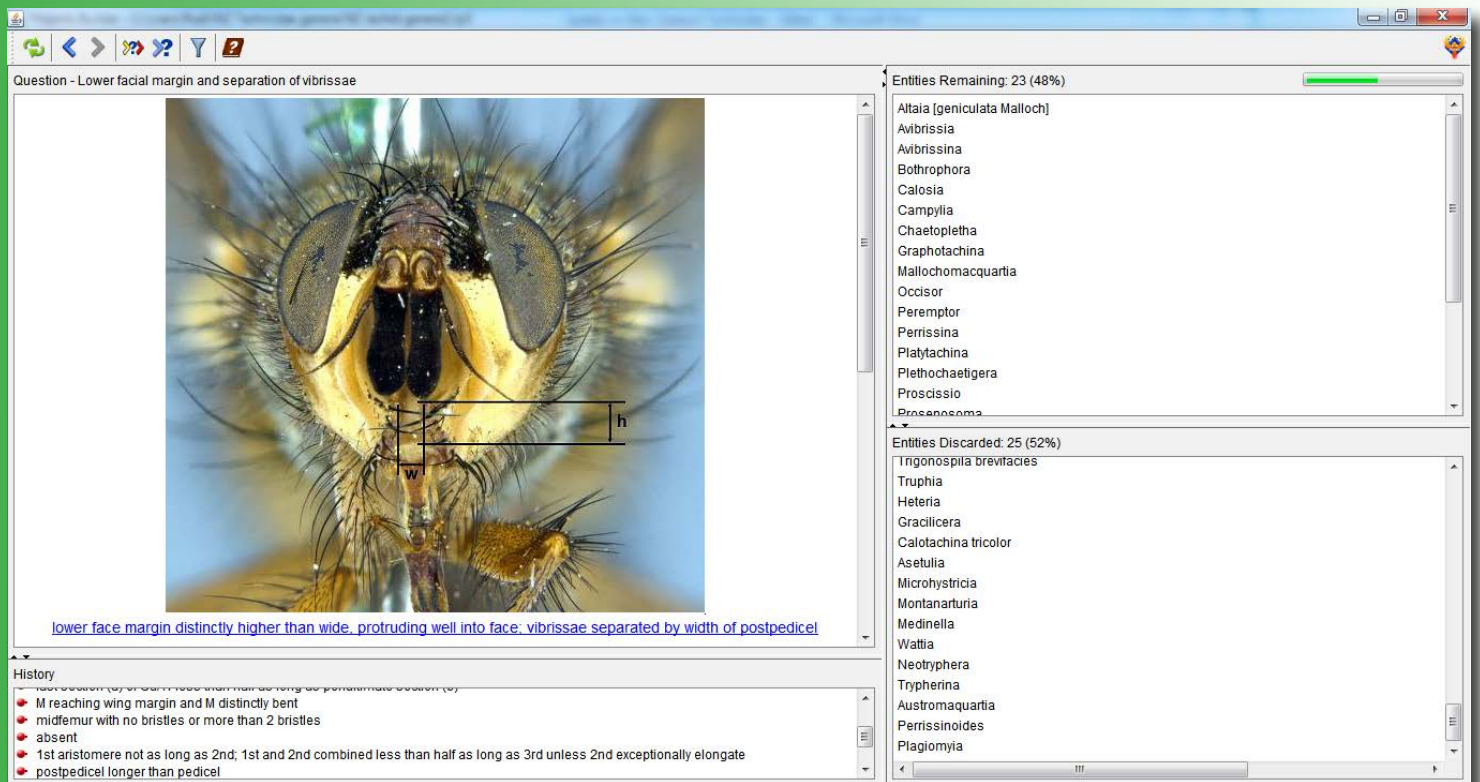 Question - Lower facial margin and separation of vibrissae
h
w
lower face margin distinctly higher than wide, protruding well into face; vibrissae separated by width of postpedicel
History
M reaching wing margin and M distinctly bent
midfemur with no bristles or more than 2 bristles
absent
1st aristomere not as long as 2nd; 1st and 2nd combined less than half as long as 3rd unless 2nd exceptionally elongate
postpedicel longer than pedicel
Entities Remaining: 23 (48%)
Altaia [geniculata Malloch]
Avibrissia
Avibrissina
Bothrophora
Calosia
Campylia
Chaetopletha
Graphotachina
Mallochomacquartia
Occisor
Peremptor
Perrissina
Platytachina
Plethochaetigera
Proscissio
Prosenosoma
Entities Discarded: 25 (52%)
Trigonospila brevifacies
Truphia
Heteria
Gracilicera
Calotachina tricolor
Asetulia
Microhystricia
Montanarturia
Medinella
Wattia
Neotryphera
Trypherina
Austromaquartia
Perrissinoides
Plagiomyia